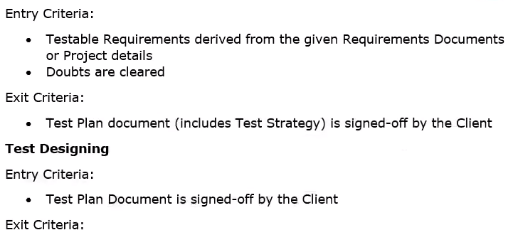 Entry Criteria:
• Testable Requirements derived from the given Requirements Documents
or Project details
• Doubts are cleared
Exit Criteria:
• Test Plan document (includes Test Strategy) is signed-off by the Client
Test Designing
Entry Criteria:
• Test Plan Document is signed-off by the Client
Exit Criteria: